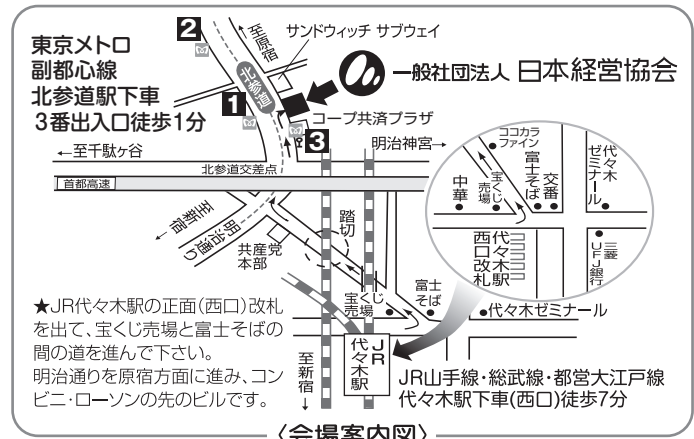 東京メトロ
副都心線
北参道駅下車
3番出入口徒歩1分
2
至原宿
サンドウィッチ サブウェイ
北参道
一般社団法人 日本経営協会
1
コープ共済プラザ
3
明治神宮→
←至千駄ヶ谷
北参道交差点
首都高速
至新宿
明治通り
共産党
本部
踏切
宝くじ
売場
富士
そば
代々木ゼミナール
ココカラ
ファイン
中華
宝くじ
売場
富士そば
交番
代々木
ゼミナール
代々木駅
西口改札
三菱
UFJ銀行
★JR代々木駅の正面(西口)改札
を出て、宝くじ売場と富士そばの
間の道を進んで下さい。
明治通りを原宿方面に進み、コン
ビニ・ローソンの先のビルです。
至新宿
↓
JR
代々木駅
JR山手線・総武線・都営大江戸線
代々木駅下車(西口)徒歩7分
〈会場案内図〉